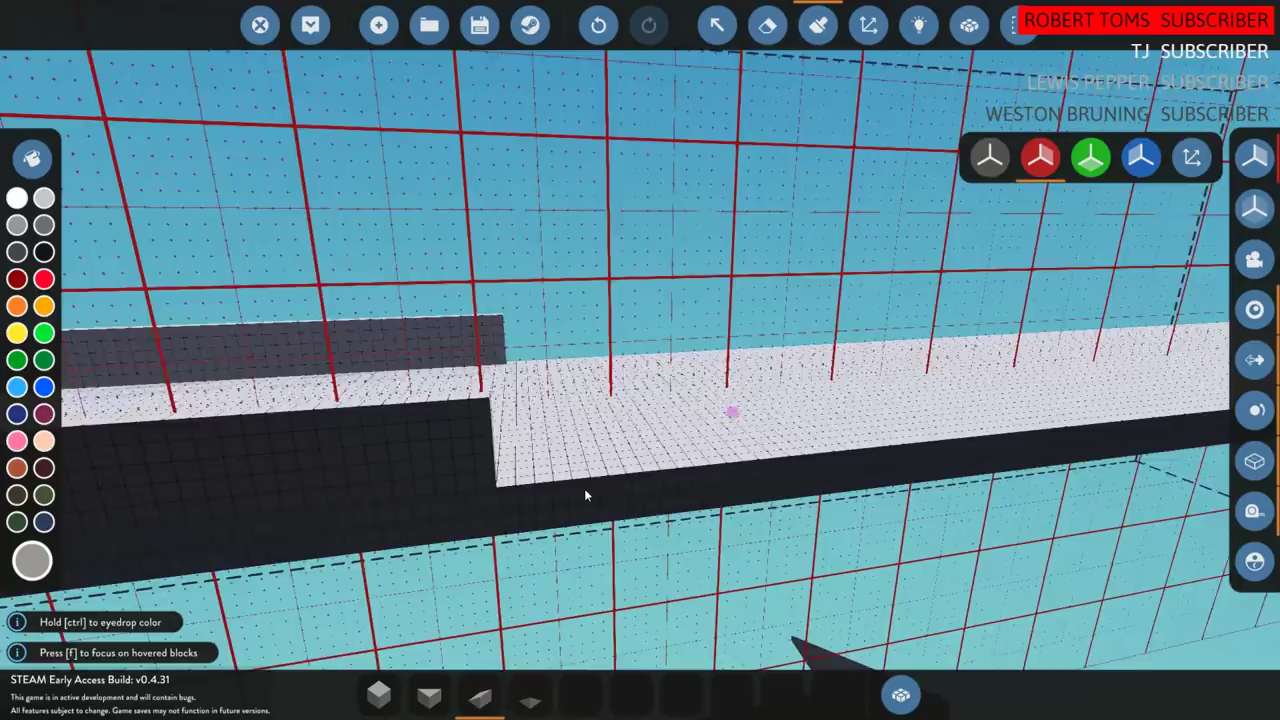 ROBERT TOMS SUBSCRIBER
TJ SUBSCRIBER
LEWIS PEPPER SUBSCRIBER
WESTON BRUNING SUBSCRIBER
Hold [ctrl] to eyedrop color
Press [f] to focus on hovered blocks
STEAM Early Access Build: v0.4.31
This game is in active development and will contain bugs.
All features subject to change. Game saves may not function in future versions.